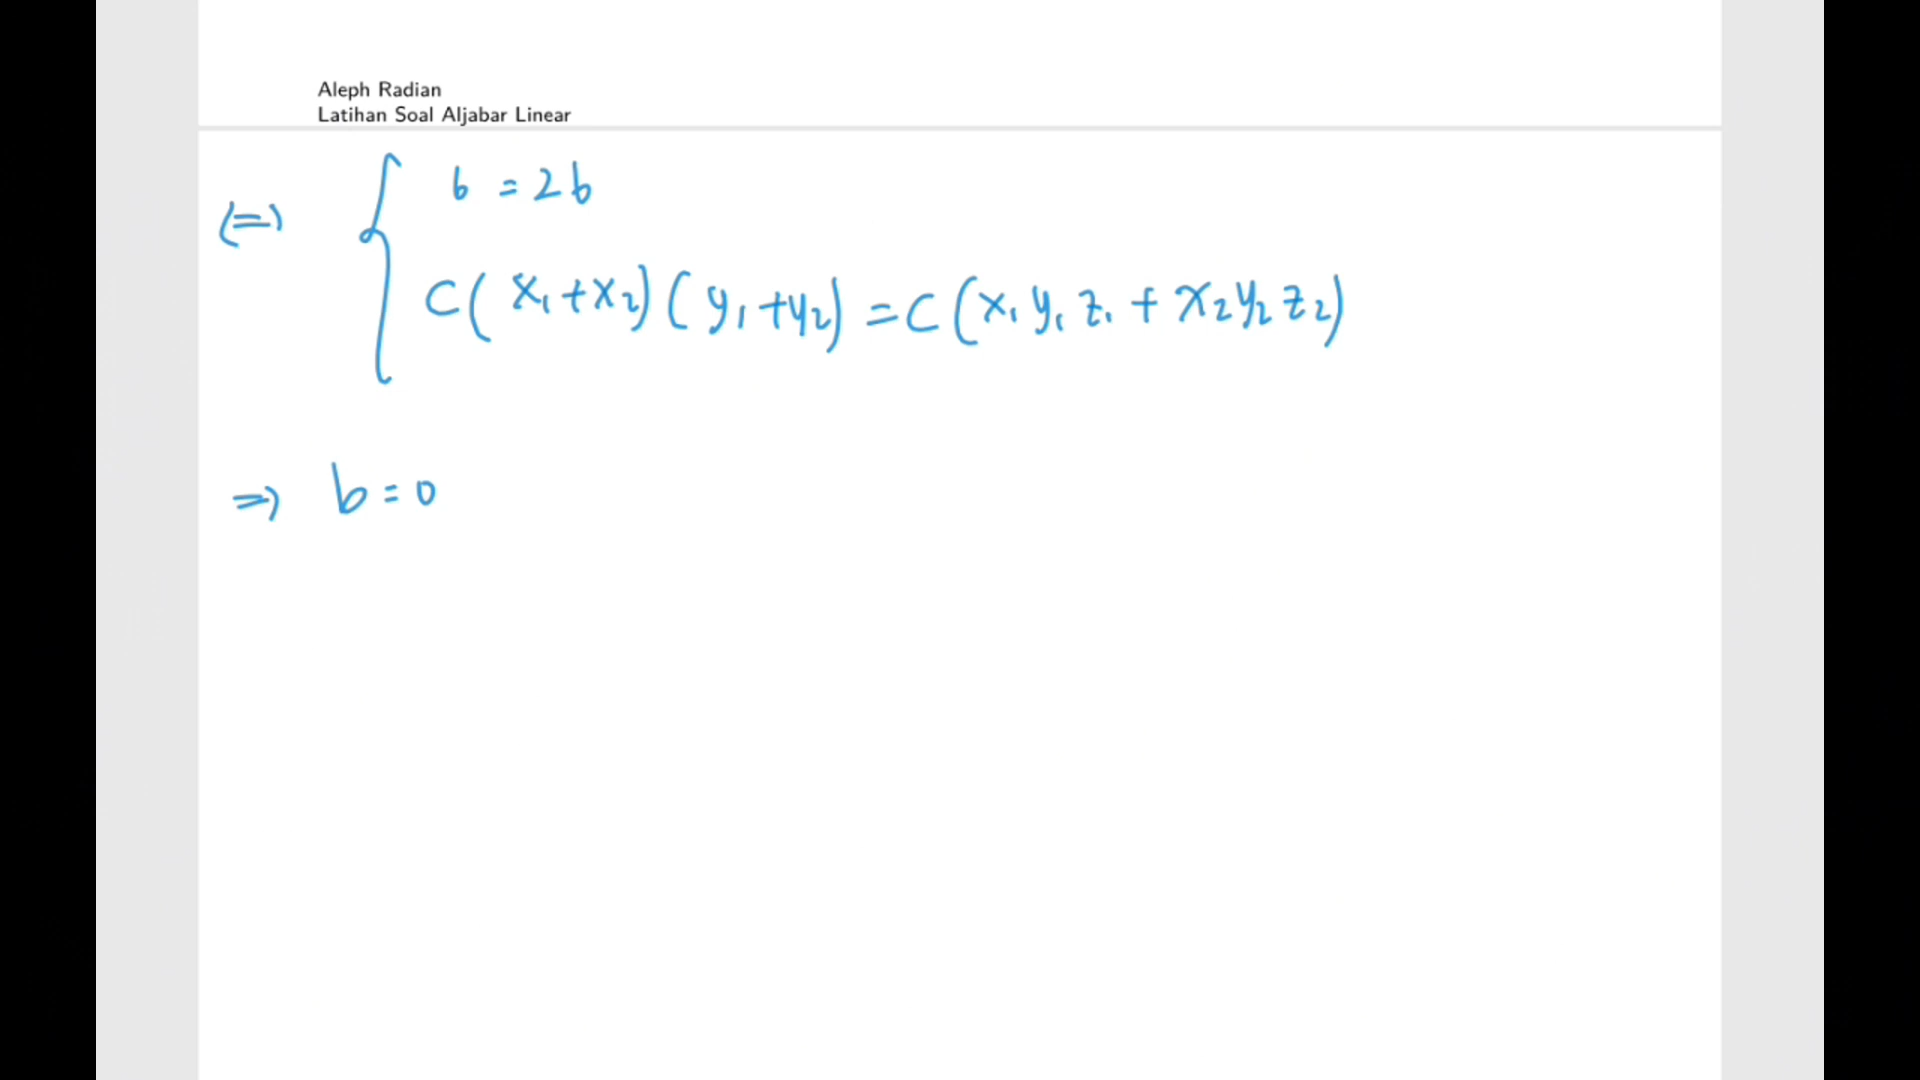 Aleph Radian
Latihan Soal Aljabar Linear
⇔ { b = 2b
C(x₁+x₂)(y₁+y₂) = C(x₁y₁z₁ + x₂y₂z₂)
⇒ b = 0